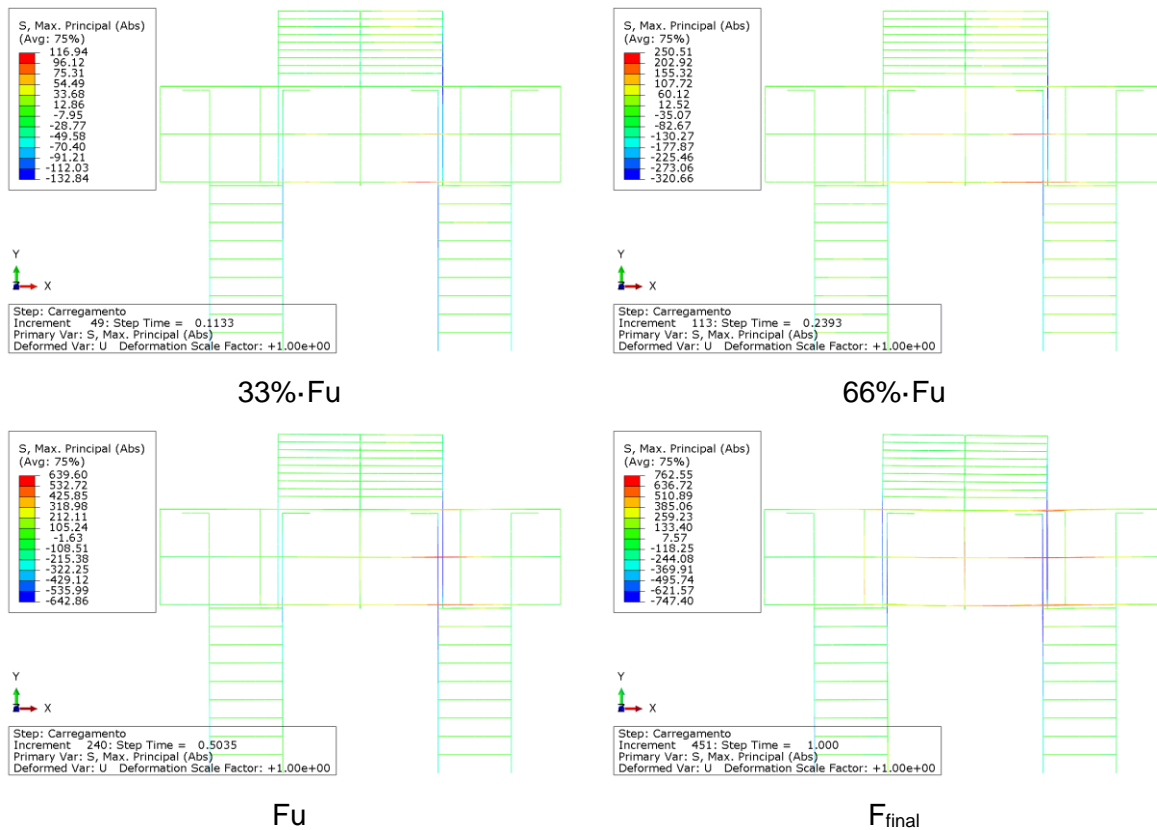 S, Max. Principal (Abs)
(Avg: 75%)
116.94
96.12
75.31
54.49
33.68
12.86
-7.95
-28.77
-49.58
-70.40
-91.21
-112.03
-132.84
Y
X
Step: Carregamento
Increment 49: Step Time = 0.1133
Primary Var: S, Max. Principal (Abs)
Deformed Var: U Deformation Scale Factor: +1.00e+00
33%·Fu
S, Max. Principal (Abs)
(Avg: 75%)
250.51
202.92
155.32
107.72
60.12
12.52
-35.07
-82.67
-130.27
-177.87
-225.46
-273.06
-320.66
Y
X
Step: Carregamento
Increment 113: Step Time = 0.2393
Primary Var: S, Max. Principal (Abs)
Deformed Var: U Deformation Scale Factor: +1.00e+00
66%·Fu
S, Max. Principal (Abs)
(Avg: 75%)
639.60
532.72
425.85
318.98
212.11
105.24
-1.63
-108.51
-215.38
-322.25
-429.12
-535.99
-642.86
Y
X
Step: Carregamento
Increment 240: Step Time = 0.5035
Primary Var: S, Max. Principal (Abs)
Deformed Var: U Deformation Scale Factor: +1.00e+00
Fu
S, Max. Principal (Abs)
(Avg: 75%)
762.55
636.72
510.89
385.06
259.23
133.40
7.57
-118.25
-244.08
-369.91
-495.74
-621.57
-747.40
Y
X
Step: Carregamento
Increment 451: Step Time = 1.000
Primary Var: S, Max. Principal (Abs)
Deformed Var: U Deformation Scale Factor: +1.00e+00
Ffinal